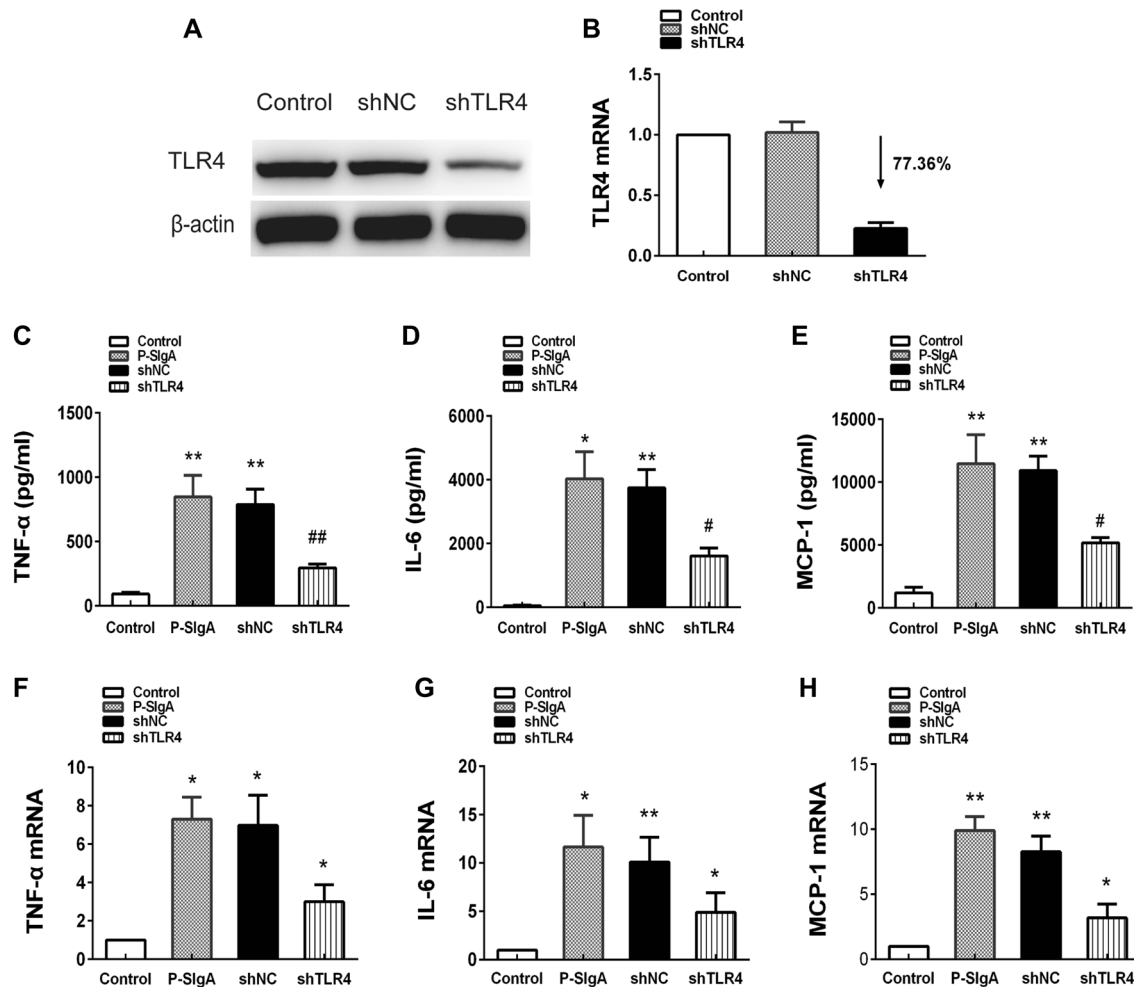 A
Control shNC shTLR4
TLR4
β-actin
B
Control
shNC
shTLR4
TLR4 mRNA
1.5
1.0
0.5
0.0
77.36%
Control shNC shTLR4
C
Control
P-SIgA
shNC
shTLR4
TNF-α (pg/ml)
1500
1000
500
0
**
**
##
Control P-SIgA shNC shTLR4
D
Control
P-SIgA
shNC
shTLR4
IL-6 (pg/ml)
6000
4000
2000
0
*
**
#
Control P-SIgA shNC shTLR4
E
Control
P-SIgA
shNC
shTLR4
MCP-1 (pg/ml)
15000
10000
5000
0
**
**
#
Control P-SIgA shNC shTLR4
F
Control
P-SIgA
shNC
shTLR4
TNF-α mRNA
10
8
6
4
2
0
*
*
*
Control P-SIgA shNC shTLR4
G
Control
P-SIgA
shNC
shTLR4
IL-6 mRNA
20
15
10
5
0
*
**
*
Control P-SIgA shNC shTLR4
H
Control
P-SIgA
shNC
shTLR4
MCP-1 mRNA
15
10
5
0
**
**
*
Control P-SIgA shNC shTLR4